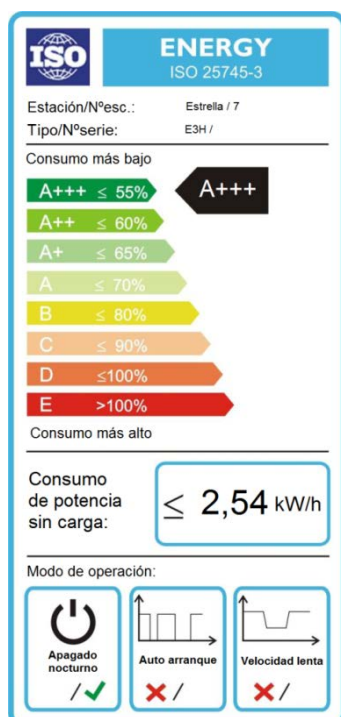 ISO
ENERGY
ISO 25745-3
Estación/Nºesc.: Estrella / 7
Tipo/Nºserie: E3H /
Consumo más bajo
A+++ ≤ 55% A+++
A++ ≤ 60%
A+ ≤ 65%
A ≤ 70%
B ≤ 80%
C ≤ 90%
D ≤100%
E >100%
Consumo más alto
Consumo
de potencia
sin carga:
≤ 2,54 kW/h
Modo de operación:
Apagado
nocturno
/ ✓
Auto arranque
✗ /
Velocidad lenta
✗ /